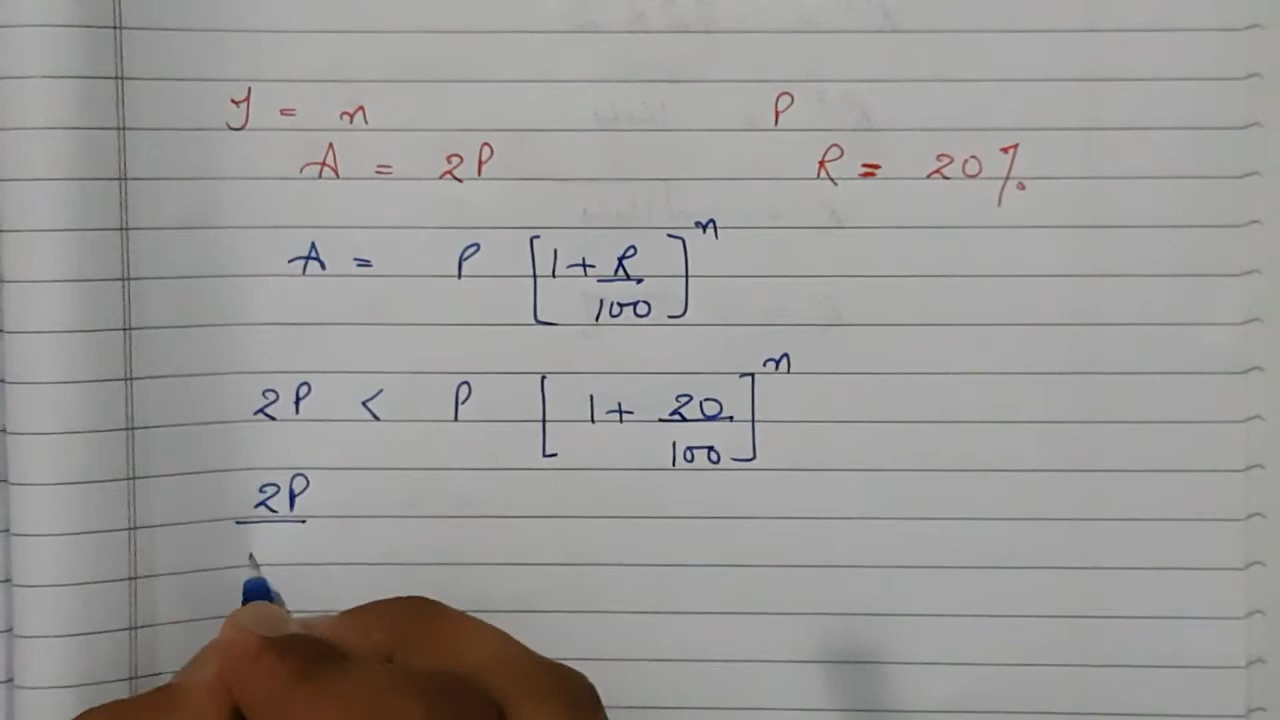 Y = n P
A = 2P R = 20%
A = P [1 + R/100]^n
2P < P [1 + 20/100]^n
2P